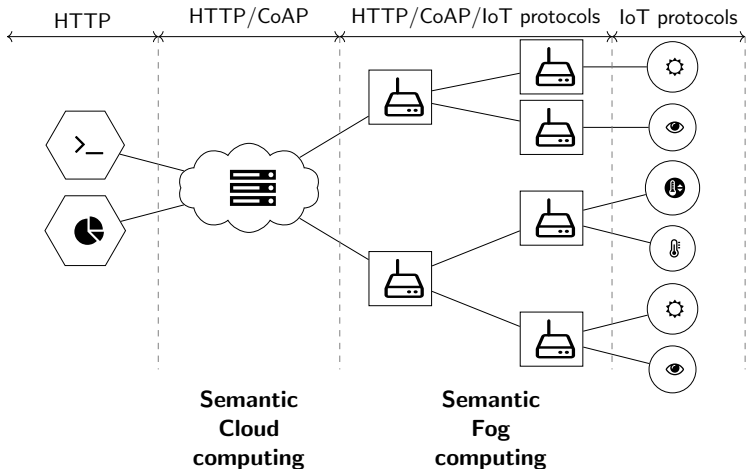 HTTP
HTTP/CoAP
HTTP/CoAP/IoT protocols
IoT protocols
Semantic
Cloud
computing
Semantic
Fog
computing